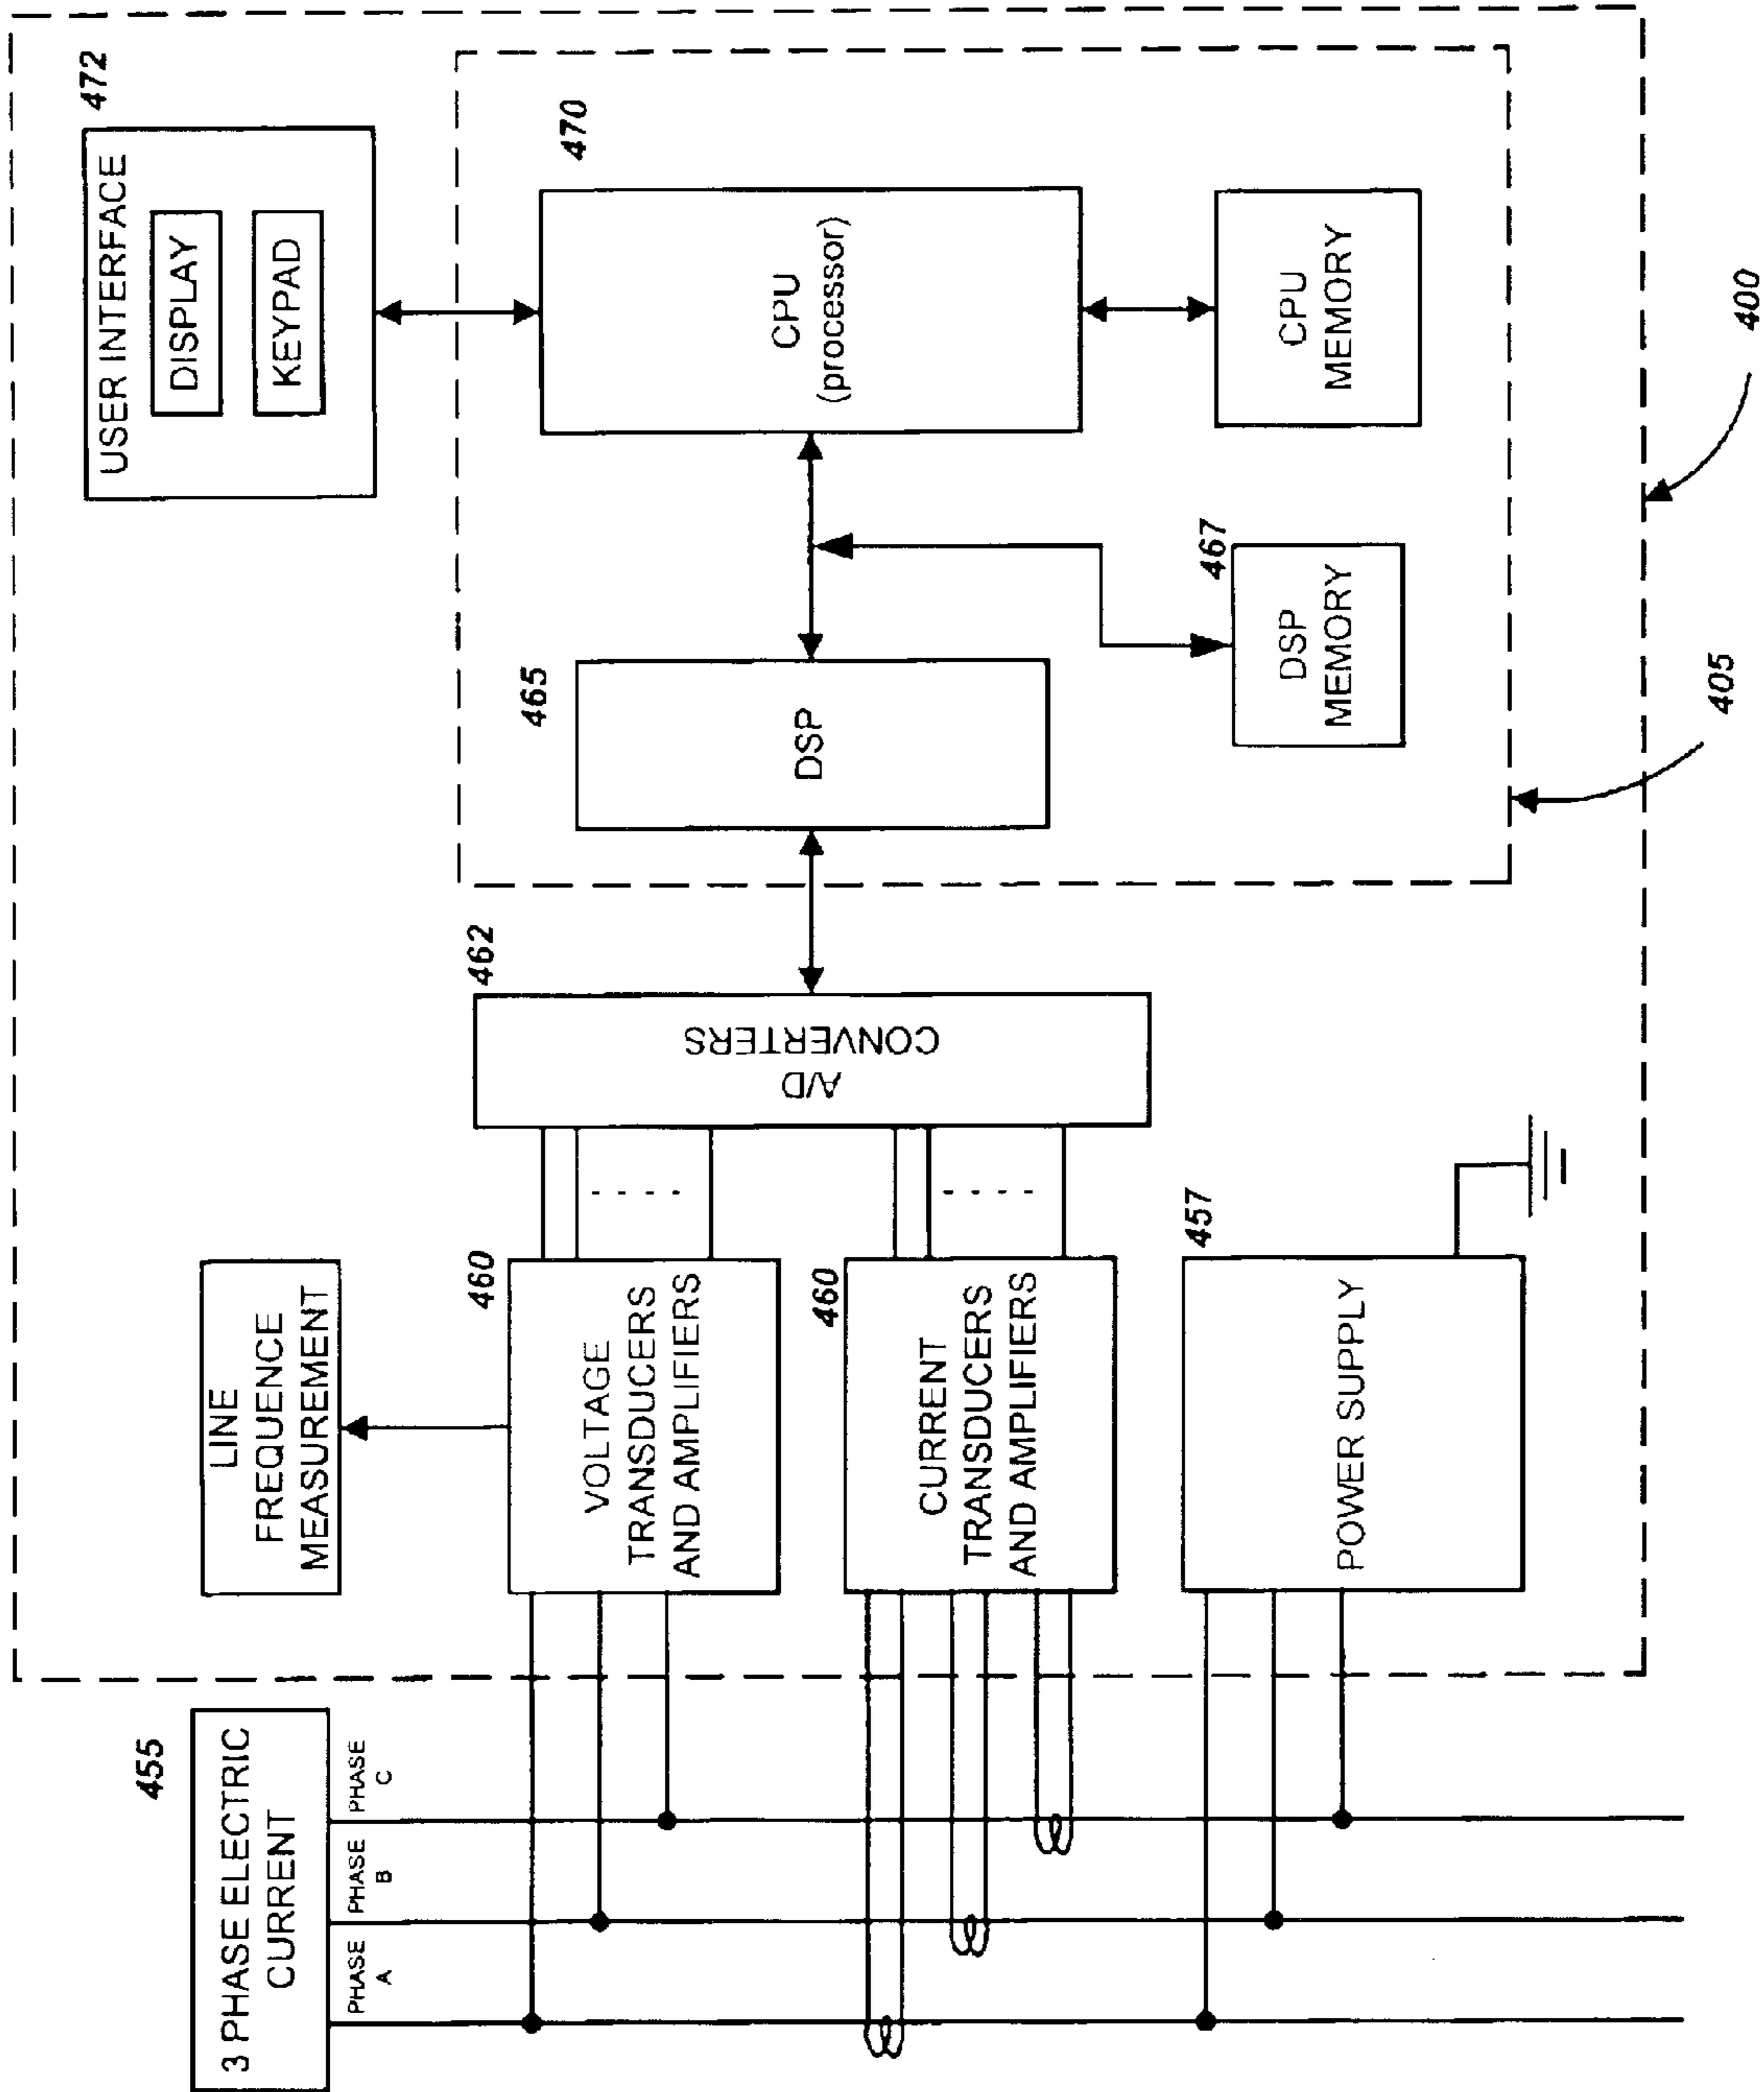 455
3 PHASE ELECTRIC
CURRENT
PHASE
A
PHASE
B
PHASE
C
LINE
FREQUENCE
MEASUREMENT
460
VOLTAGE
TRANSDUCERS
AND AMPLIFIERS
460
CURRENT
TRANSDUCERS
AND AMPLIFIERS
457
POWER SUPPLY
462
A/D
CONVERTERS
465
DSP
467
DSP
MEMORY
472
USER INTERFACE
DISPLAY
KEYPAD
470
CPU
(processor)
CPU
MEMORY
405
400